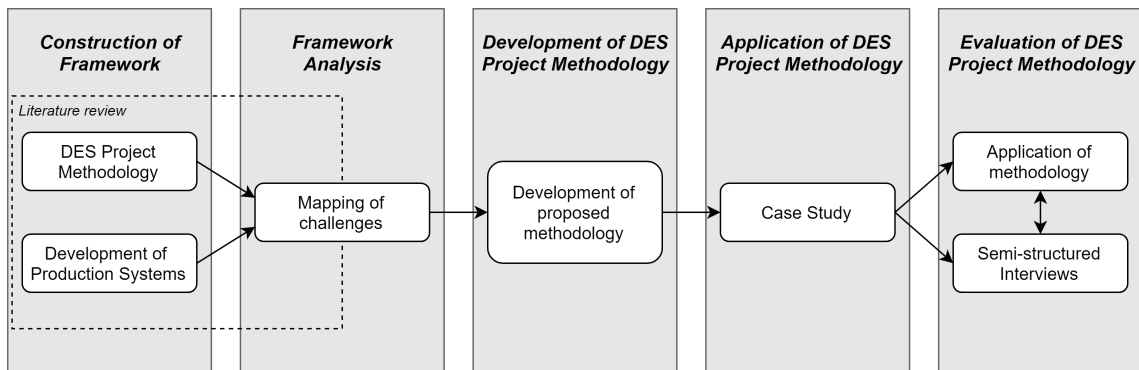 Construction of
Framework
Framework
Analysis
Development of DES
Project Methodology
Application of DES
Project Methodology
Evaluation of DES
Project Methodology
Literature review
DES Project
Methodology
Development of
Production Systems
Mapping of
challenges
Development of
proposed
methodology
Case Study
Application of
methodology
Semi-structured
Interviews